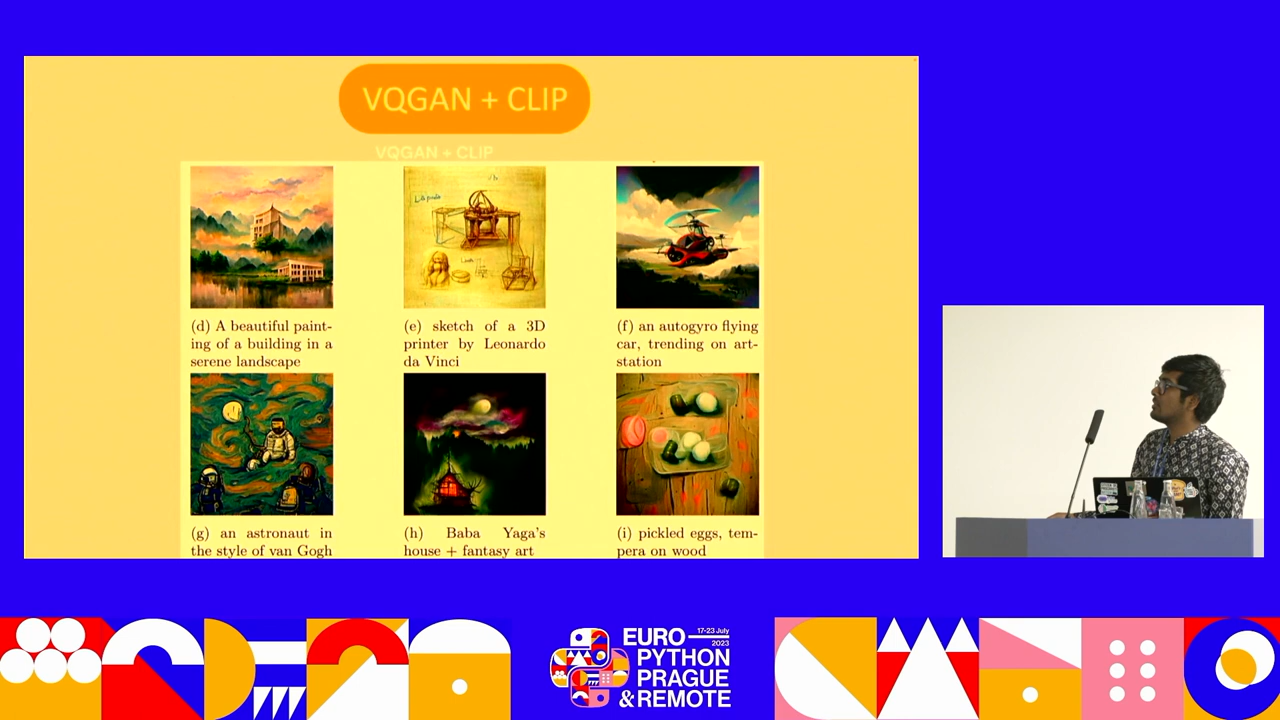 VQGAN + CLIP
VQGAN + CLIP
(d) A beautiful paint-
ing of a building in a
serene landscape
(e) sketch of a 3D
printer by Leonardo
da Vinci
(f) an autogyro flying
car, trending on art-
station
(g) an astronaut in
the style of van Gogh
(h) Baba Yaga's
house + fantasy art
(i) pickled eggs, tem-
pera on wood
17-23 July
2023
EURO
PYTHON
PRAGUE
& REMOTE